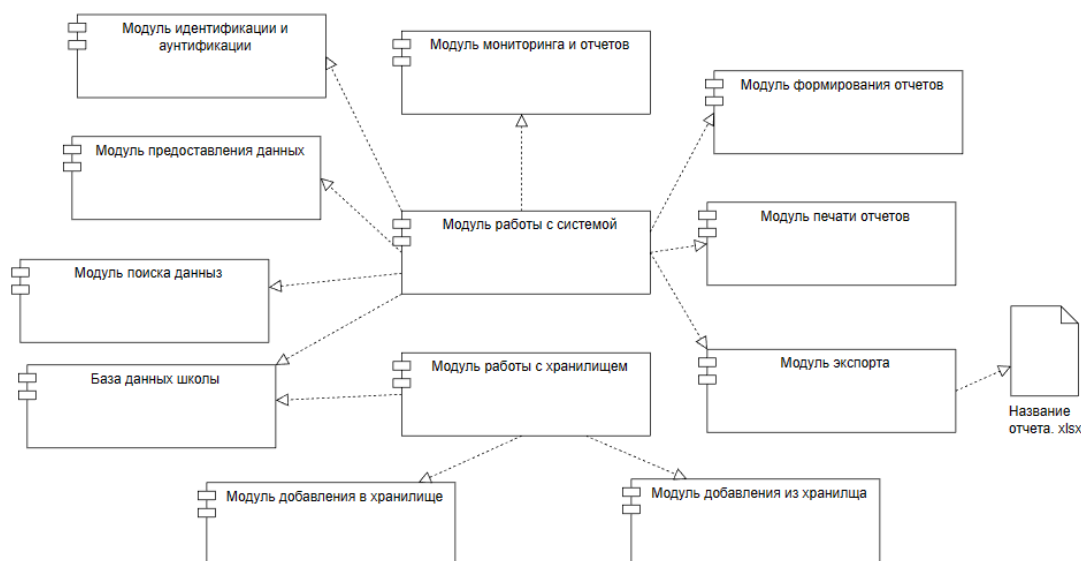 Модуль идентификации и
аунтификации
Модуль мониторинга и отчетов
Модуль формирования отчетов
Модуль предоставления данных
Модуль работы с системой
Модуль печати отчетов
Модуль поиска данныз
База данных школы
Модуль работы с хранилищем
Модуль экспорта
Название
отчета. xlsx
Модуль добавления в хранилище
Модуль добавления из хранилща